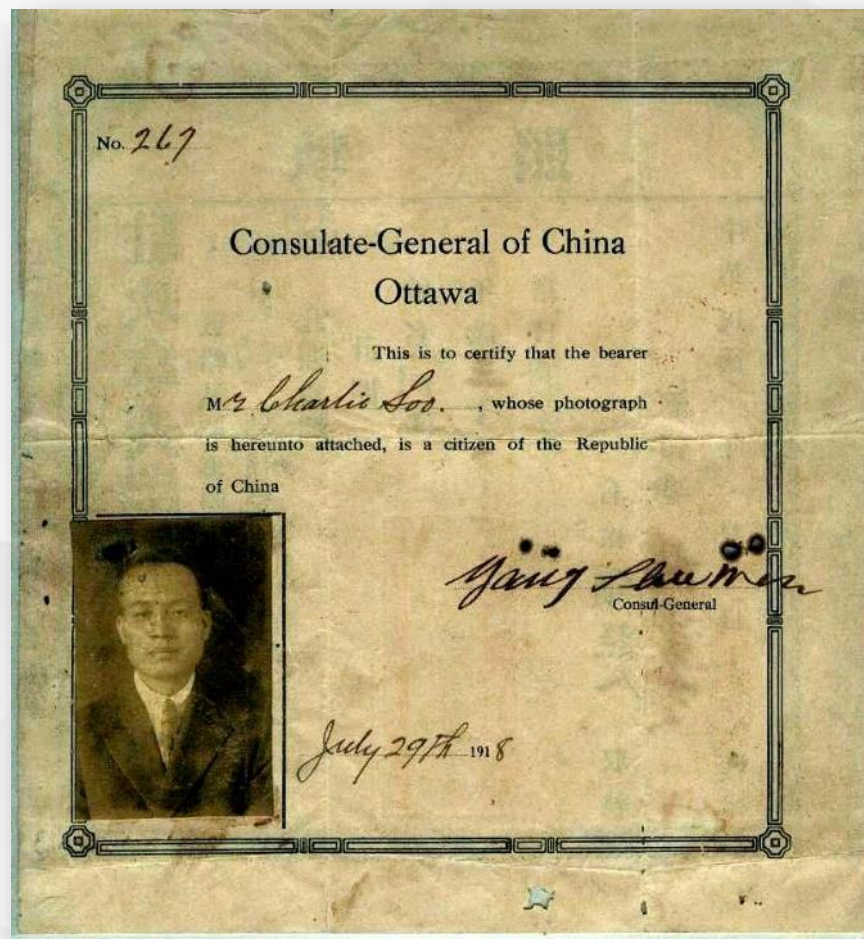 No. 267
Consulate-General of China
Ottawa
This is to certify that the bearer
Mr Charlie Soo. , whose photograph
is hereunto attached, is a citizen of the Republic
of China
Yang
Consul-General
July 29th 1918